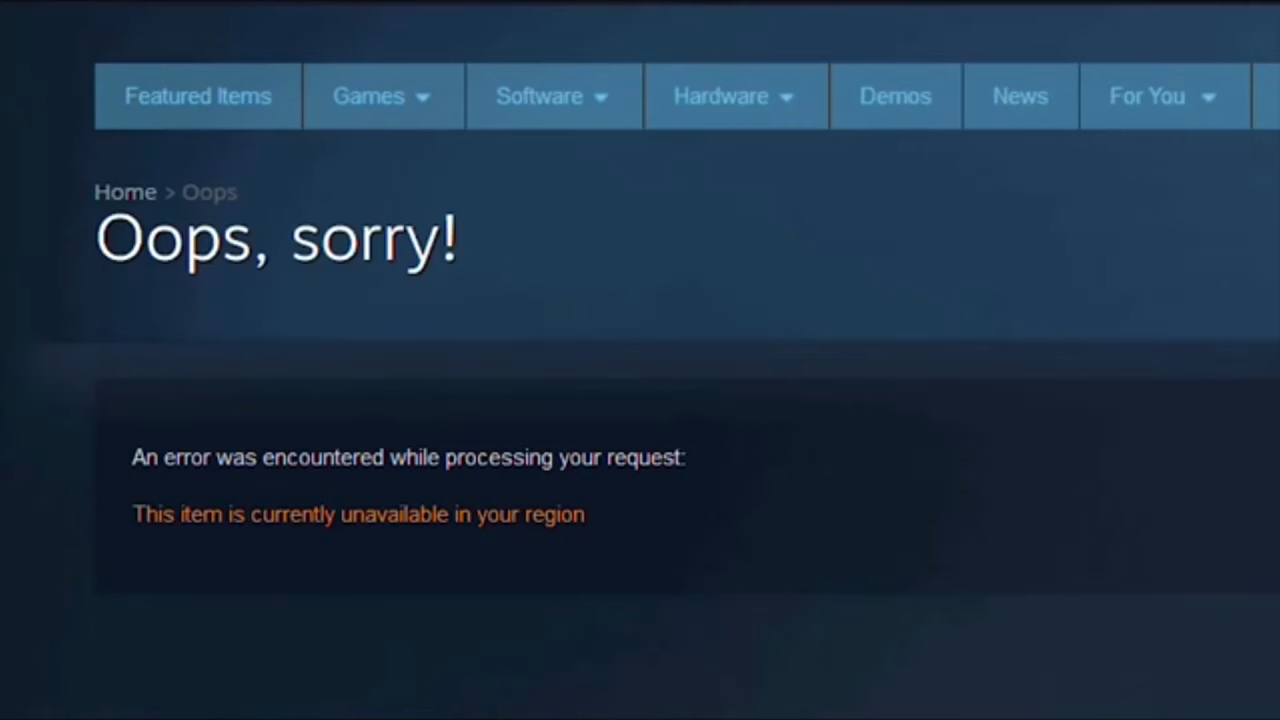 Featured Items Games Software Hardware Demos News For You
Home > Oops
Oops, sorry!
An error was encountered while processing your request:
This item is currently unavailable in your region